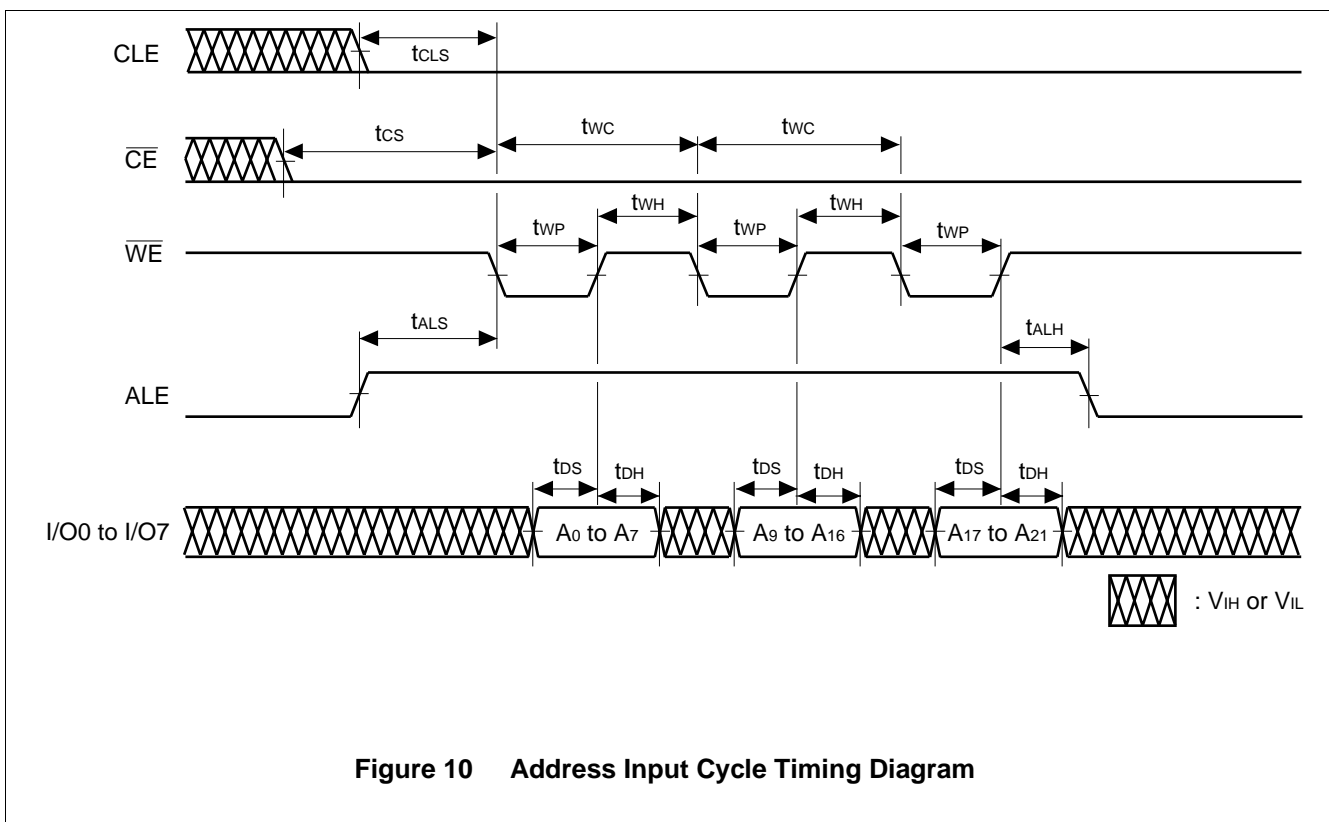 CLE
tCLS
CE
tCS
tWC
tWC
WE
tWP
tWH
tWP
tWH
tWP
tALS
tALH
ALE
tDS
tDH
tDS
tDH
tDS
tDH
I/O0 to I/O7
A0 to A7
A9 to A16
A17 to A21
: VIH or VIL
Figure 10 Address Input Cycle Timing Diagram